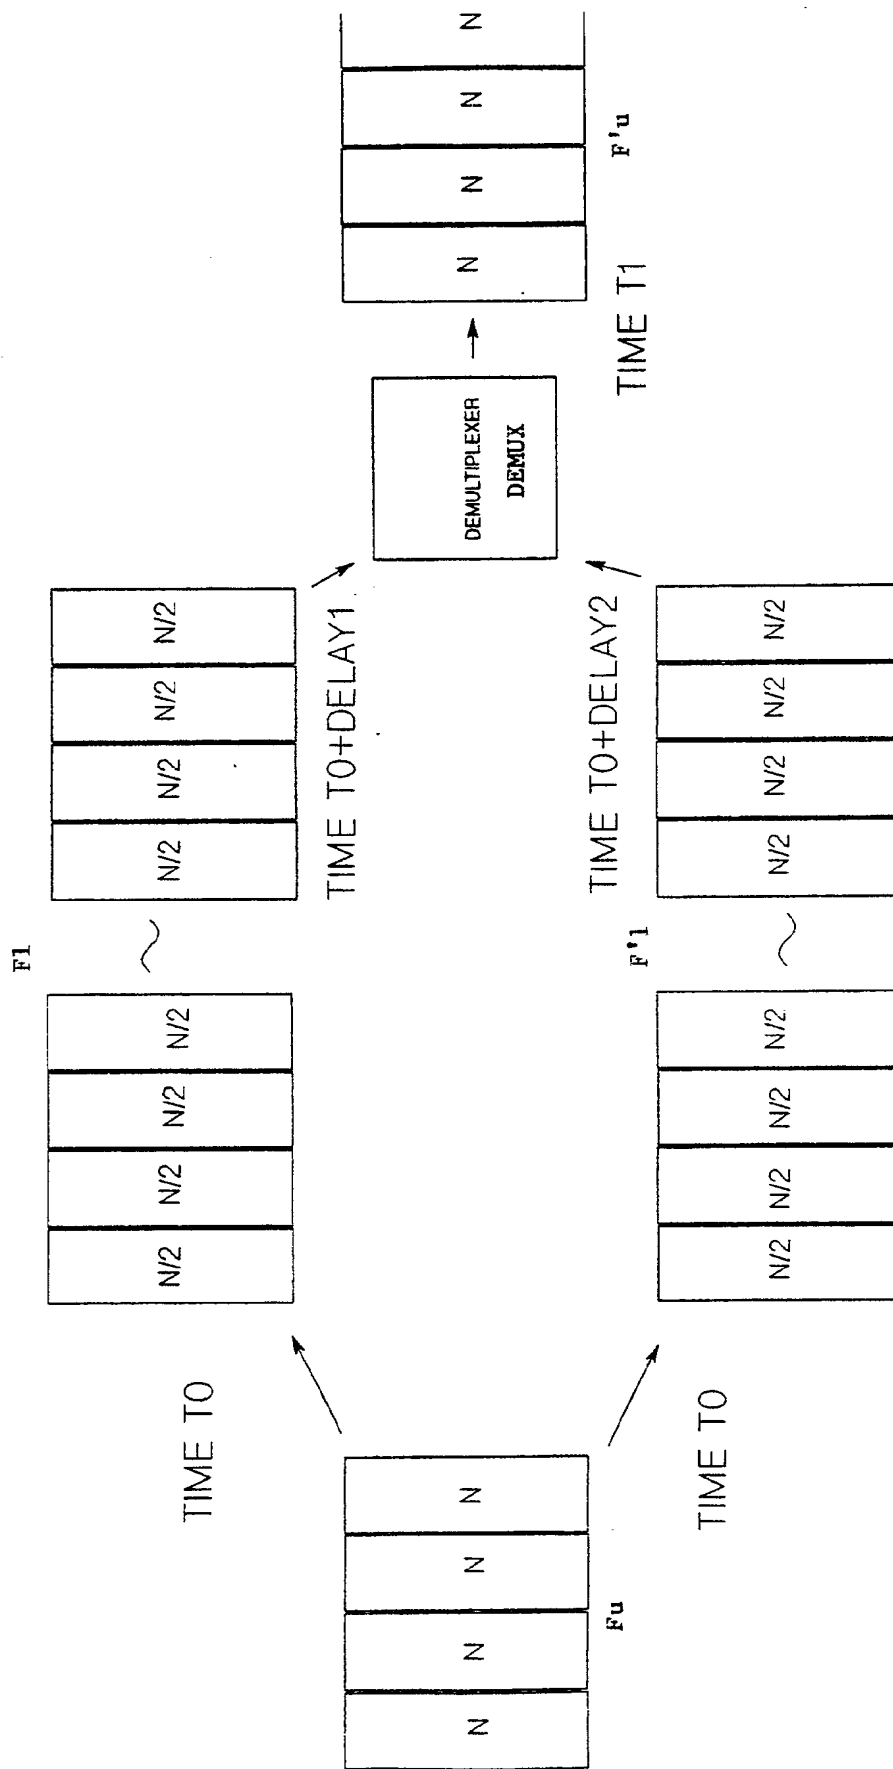 F1
N/2 N/2 N/2 N/2 N/2 N/2 N/2 N/2
TIME TO
TIME TO+DELAY1
N N N N
DEMULTIPLEXER
DEMUX
N N N N
Fu
F'u
TIME T1
TIME TO+DELAY2
F'1
TIME TO
N/2 N/2 N/2 N/2 N/2 N/2 N/2 N/2